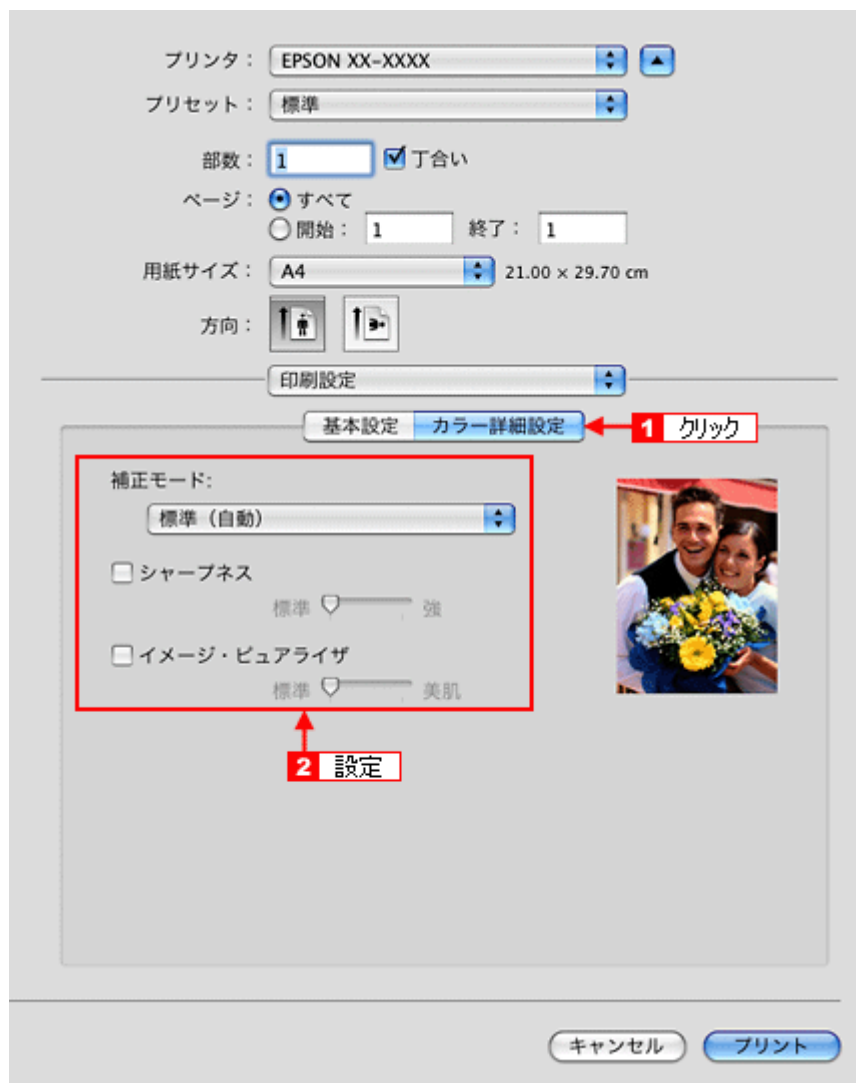 プリンタ： EPSON XX-XXXX
プリセット： 標準
部数： 1 丁合い
ページ： すべて
開始： 1 終了： 1
用紙サイズ： A4 21.00 × 29.70 cm
方向：
印刷設定
基本設定 カラー詳細設定 1 クリック
補正モード:
標準（自動）
シャープネス
標準 強
イメージ・ピュアライザ
標準 美肌
2 設定
キャンセル プリント